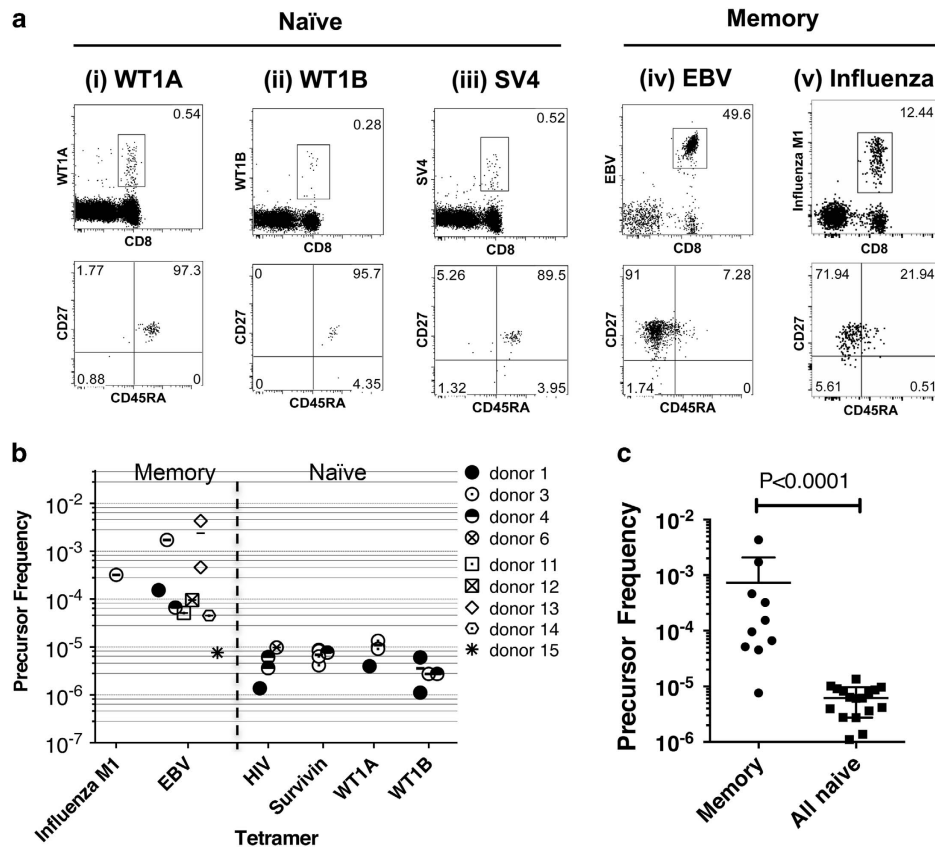 a
Naïve
Memory
(i) WT1A
(ii) WT1B
(iii) SV4
(iv) EBV
(v) Influenza
0.54
0.28
0.52
49.6
12.44
WT1A
WT1B
SV4
EBV
Influenza M1
CD8
CD8
CD8
CD8
CD8
1.77 97.3
0 95.7
5.26 89.5
91 7.28
71.94 21.94
CD27
CD27
CD27
CD27
CD27
0.88 0
0 4.35
1.32 3.95
1.74 0
5.61 0.51
CD45RA
CD45RA
CD45RA
CD45RA
CD45RA
b
Memory Naïve
Precursor Frequency
10-2
10-3
10-4
10-5
10-6
10-7
Influenza M1
EBV
HIV
Survivin
WT1A
WT1B
Tetramer
donor 1
donor 3
donor 4
donor 6
donor 11
donor 12
donor 13
donor 14
donor 15
c
P<0.0001
Precursor Frequency
10-2
10-3
10-4
10-5
10-6
Memory
All naive